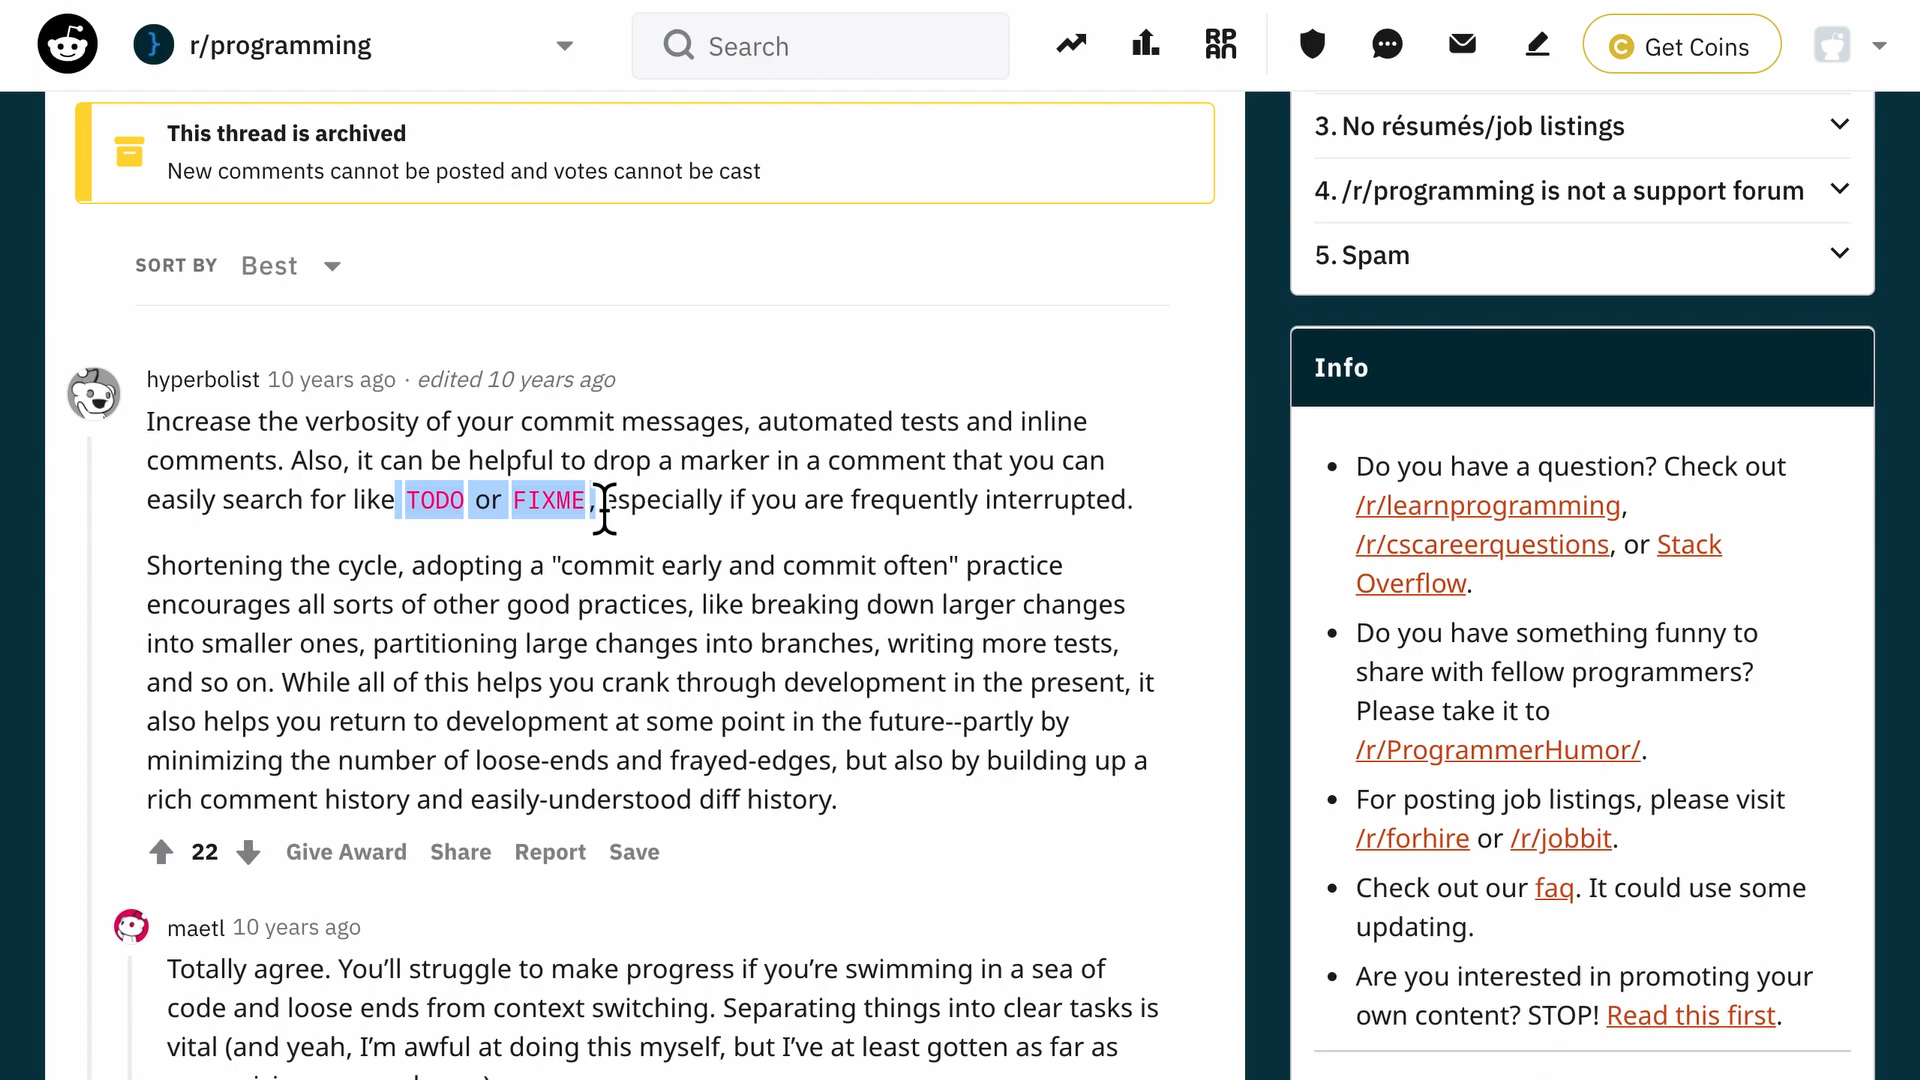 r/programming
Search
RPAN
Get Coins
This thread is archived
New comments cannot be posted and votes cannot be cast
SORT BY Best
hyperbolist 10 years ago · edited 10 years ago
Increase the verbosity of your commit messages, automated tests and inline
comments. Also, it can be helpful to drop a marker in a comment that you can
easily search for like TODO or FIXME, especially if you are frequently interrupted.
Shortening the cycle, adopting a "commit early and commit often" practice
encourages all sorts of other good practices, like breaking down larger changes
into smaller ones, partitioning large changes into branches, writing more tests,
and so on. While all of this helps you crank through development in the present, it
also helps you return to development at some point in the future--partly by
minimizing the number of loose-ends and frayed-edges, but also by building up a
rich comment history and easily-understood diff history.
22 Give Award Share Report Save
maetl 10 years ago
Totally agree. You’ll struggle to make progress if you’re swimming in a sea of
code and loose ends from context switching. Separating things into clear tasks is
vital (and yeah, I’m awful at doing this myself, but I’ve at least gotten as far as
3. No résumés/job listings
4. /r/programming is not a support forum
5. Spam
Info
Do you have a question? Check out
/r/learnprogramming,
/r/cscareerquestions, or Stack
Overflow.
Do you have something funny to
share with fellow programmers?
Please take it to
/r/ProgrammerHumor/.
For posting job listings, please visit
/r/forhire or /r/jobbit.
Check out our faq. It could use some
updating.
Are you interested in promoting your
own content? STOP! Read this first.